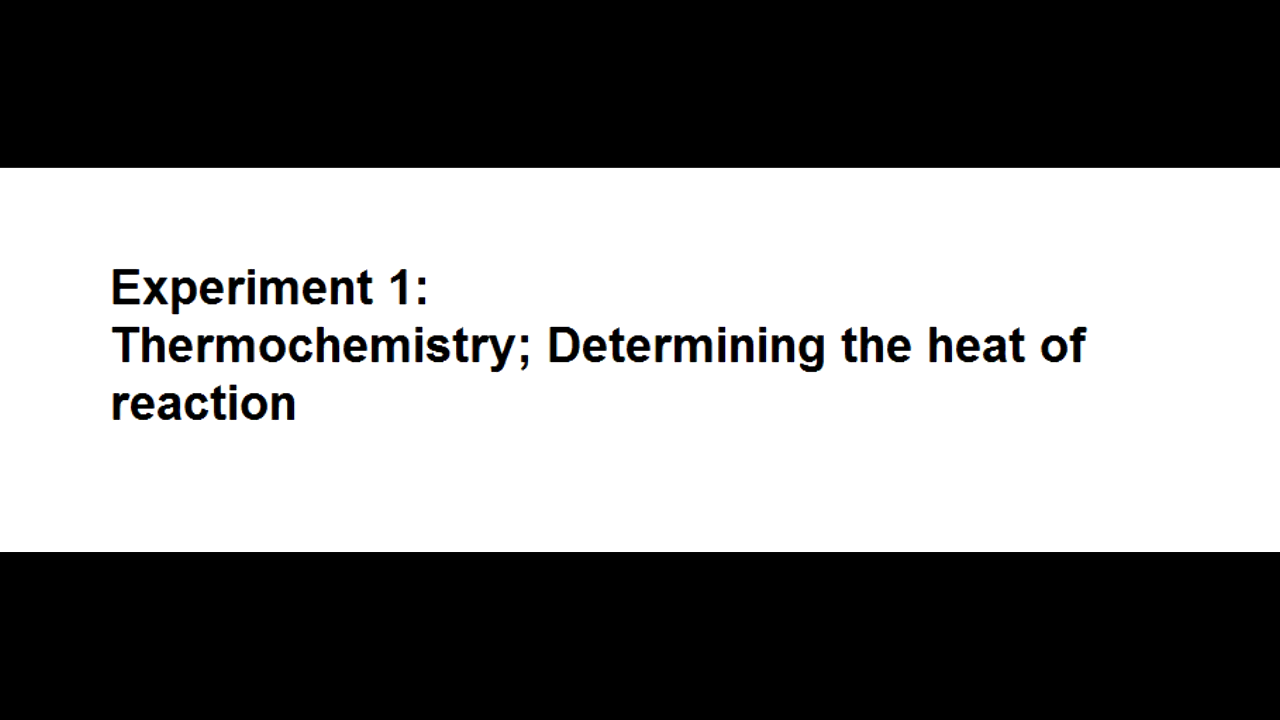 Experiment 1:
Thermochemistry; Determining the heat of
reaction